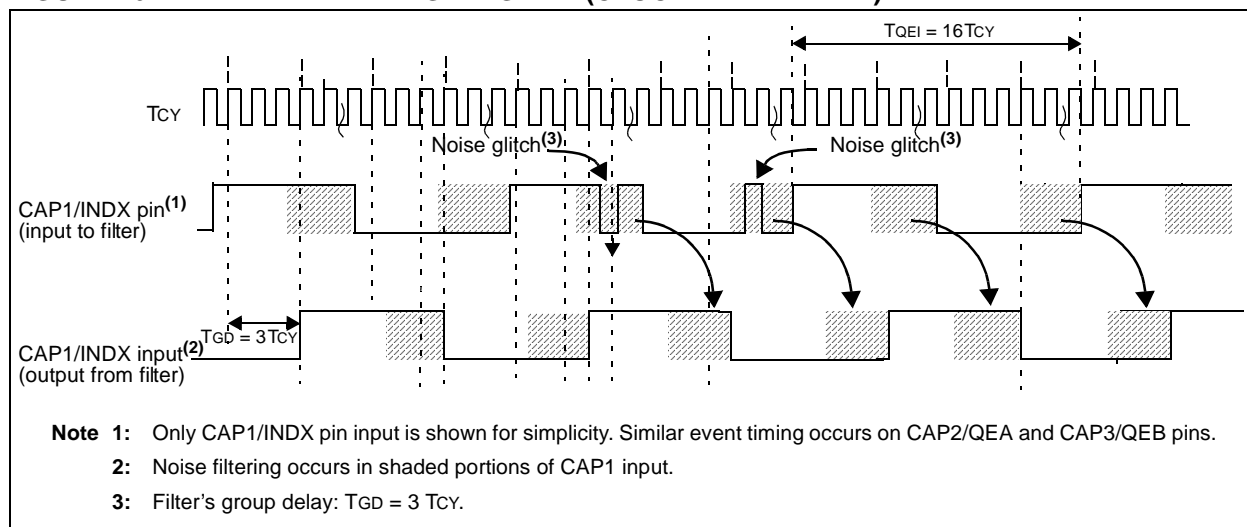 TQEI = 16TCY
TCY
Noise glitch(3)
Noise glitch(3)
CAP1/INDX pin(1)
(input to filter)
TGD = 3TCY
CAP1/INDX input(2)
(output from filter)
Note 1: Only CAP1/INDX pin input is shown for simplicity. Similar event timing occurs on CAP2/QEA and CAP3/QEB pins.
2: Noise filtering occurs in shaded portions of CAP1 input.
3: Filter's group delay: TGD = 3 TCY.